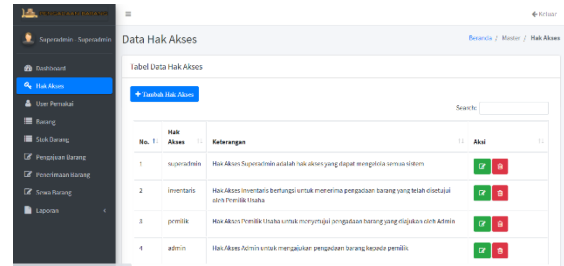 Keluar
Superadmin - Superadmin
Data Hak Akses
Beranda / Master / Hak Akses
Dashboard
Hak Akses
User Pemakai
Barang
Stok Barang
Pengajuan Barang
Penerimaan Barang
Sewa Barang
Laporan
Tabel Data Hak Akses
+ Tambah Hak Akses
Search:
No. Hak Akses Keterangan Aksi
1 superadmin Hak Akses Superadmin adalah hak akses yang dapat mengelola semua sistem
2 inventaris Hak Akses Inventaris berfungsi untuk menerima pengadaan barang yang telah disetujui
oleh Pemilik Usaha
3 pemilik Hak Akses Pemilik Usaha untuk menyetujui pengadaan barang yang diajukan oleh Admin
4 admin Hak Akses Admin untuk mengajukan pengadaan barang kepada pemilik